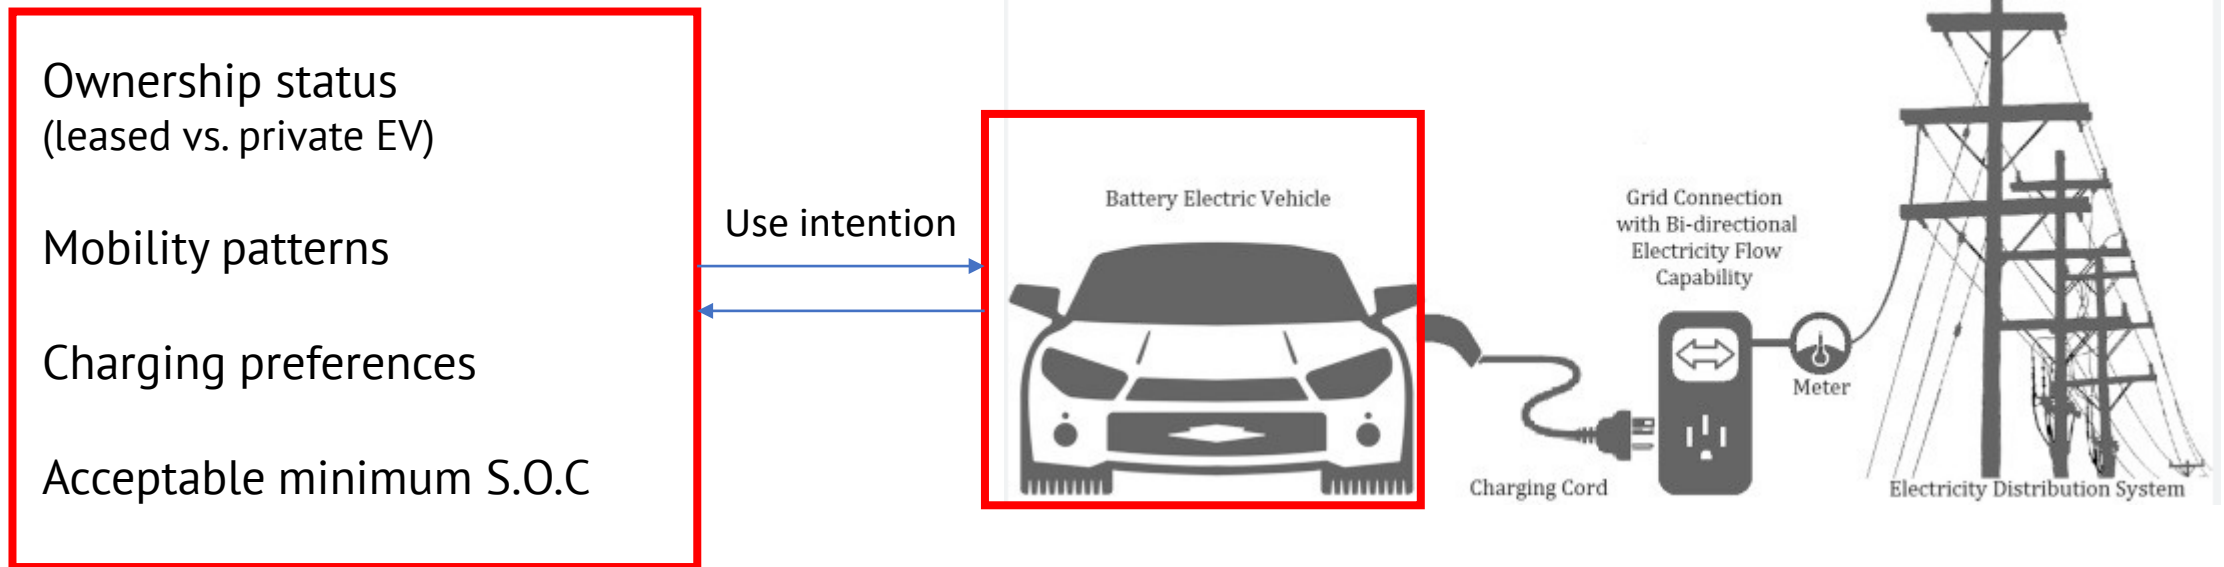 Ownership status
(leased vs. private EV)
Mobility patterns
Charging preferences
Acceptable minimum S.O.C
Use intention
Battery Electric Vehicle
Charging Cord
Grid Connection
with Bi-directional
Electricity Flow
Capability
Meter
Electricity Distribution System